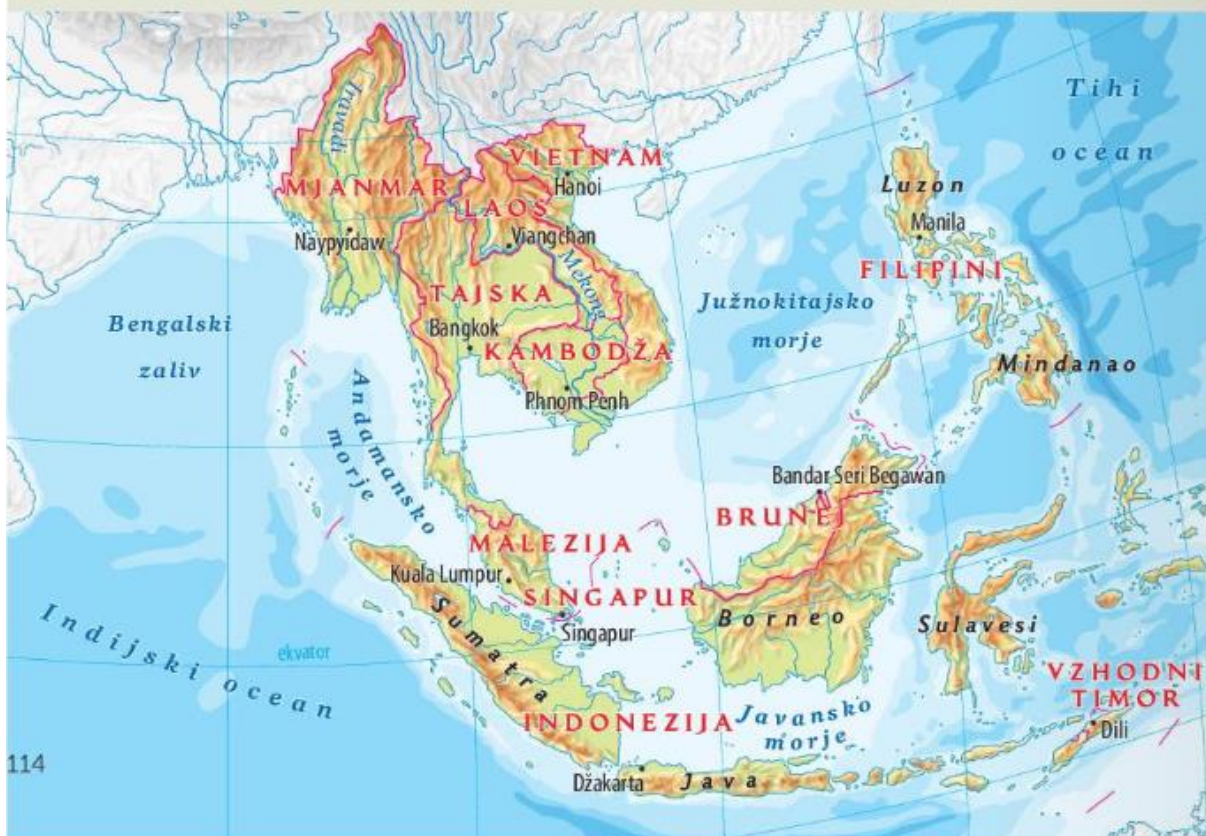 Tihi
ocean
Iravadi
VIETNAM
Hanoi
MJANMAR
LAOS
Luzon
Naypyidaw
Viangchan
Manila
Mekong
FILIPINI
TAJSKA
Južnokitajsko
morje
Bengalski
zaliv
Bangkok
KAMBODŽA
Mindanao
Phnom Penh
Andamansko
morje
Bandar Seri Begawan
BRUNEJ
MALEZIJA
Kuala Lumpur
SINGAPUR
Singapur
Sumatra
Borneo
Sulavesi
Indijski ocean
ekvator
VZHODNI
TIMOR
Dili
INDONEZIJA
Javansko
morje
114
Džakarta
Java